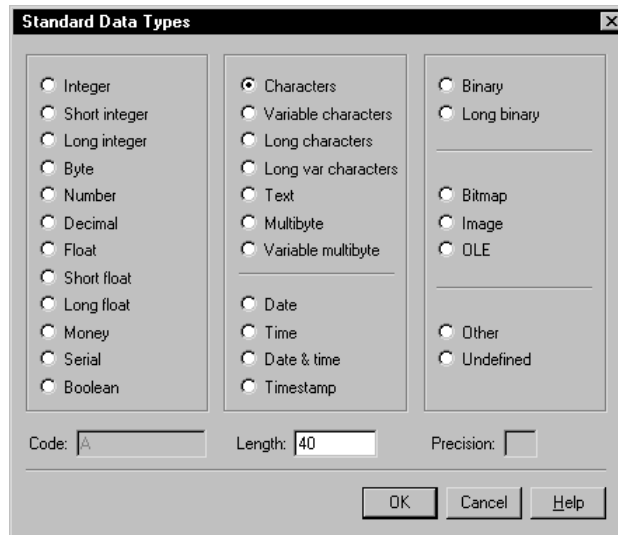 Standard Data Types
Integer
Short integer
Long integer
Byte
Number
Decimal
Float
Short float
Long float
Money
Serial
Boolean
Characters
Variable characters
Long characters
Long var characters
Text
Multibyte
Variable multibyte
Date
Time
Date & time
Timestamp
Binary
Long binary
Bitmap
Image
OLE
Other
Undefined
Code: A
Length: 40
Precision:
OK Cancel Help